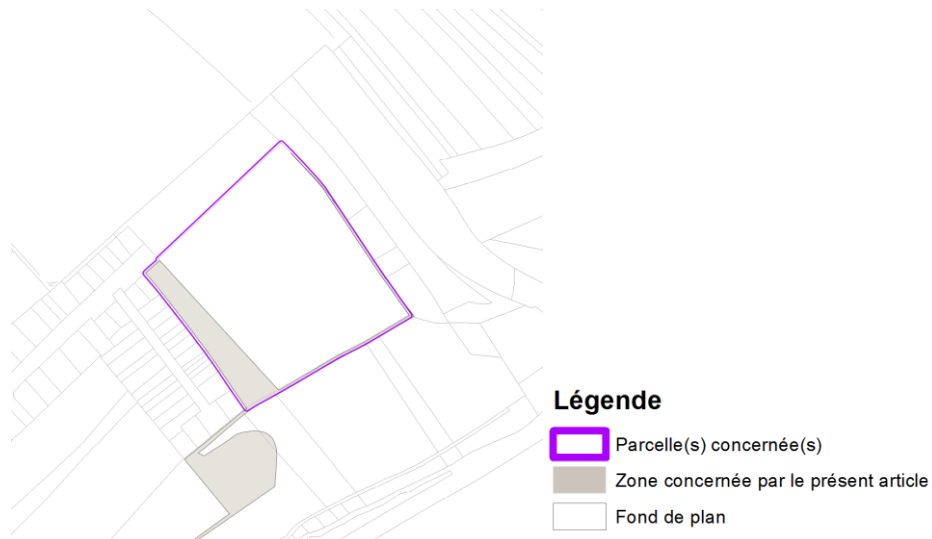 Légende
Parcelle(s) concernée(s)
Zone concernée par le présent article
Fond de plan